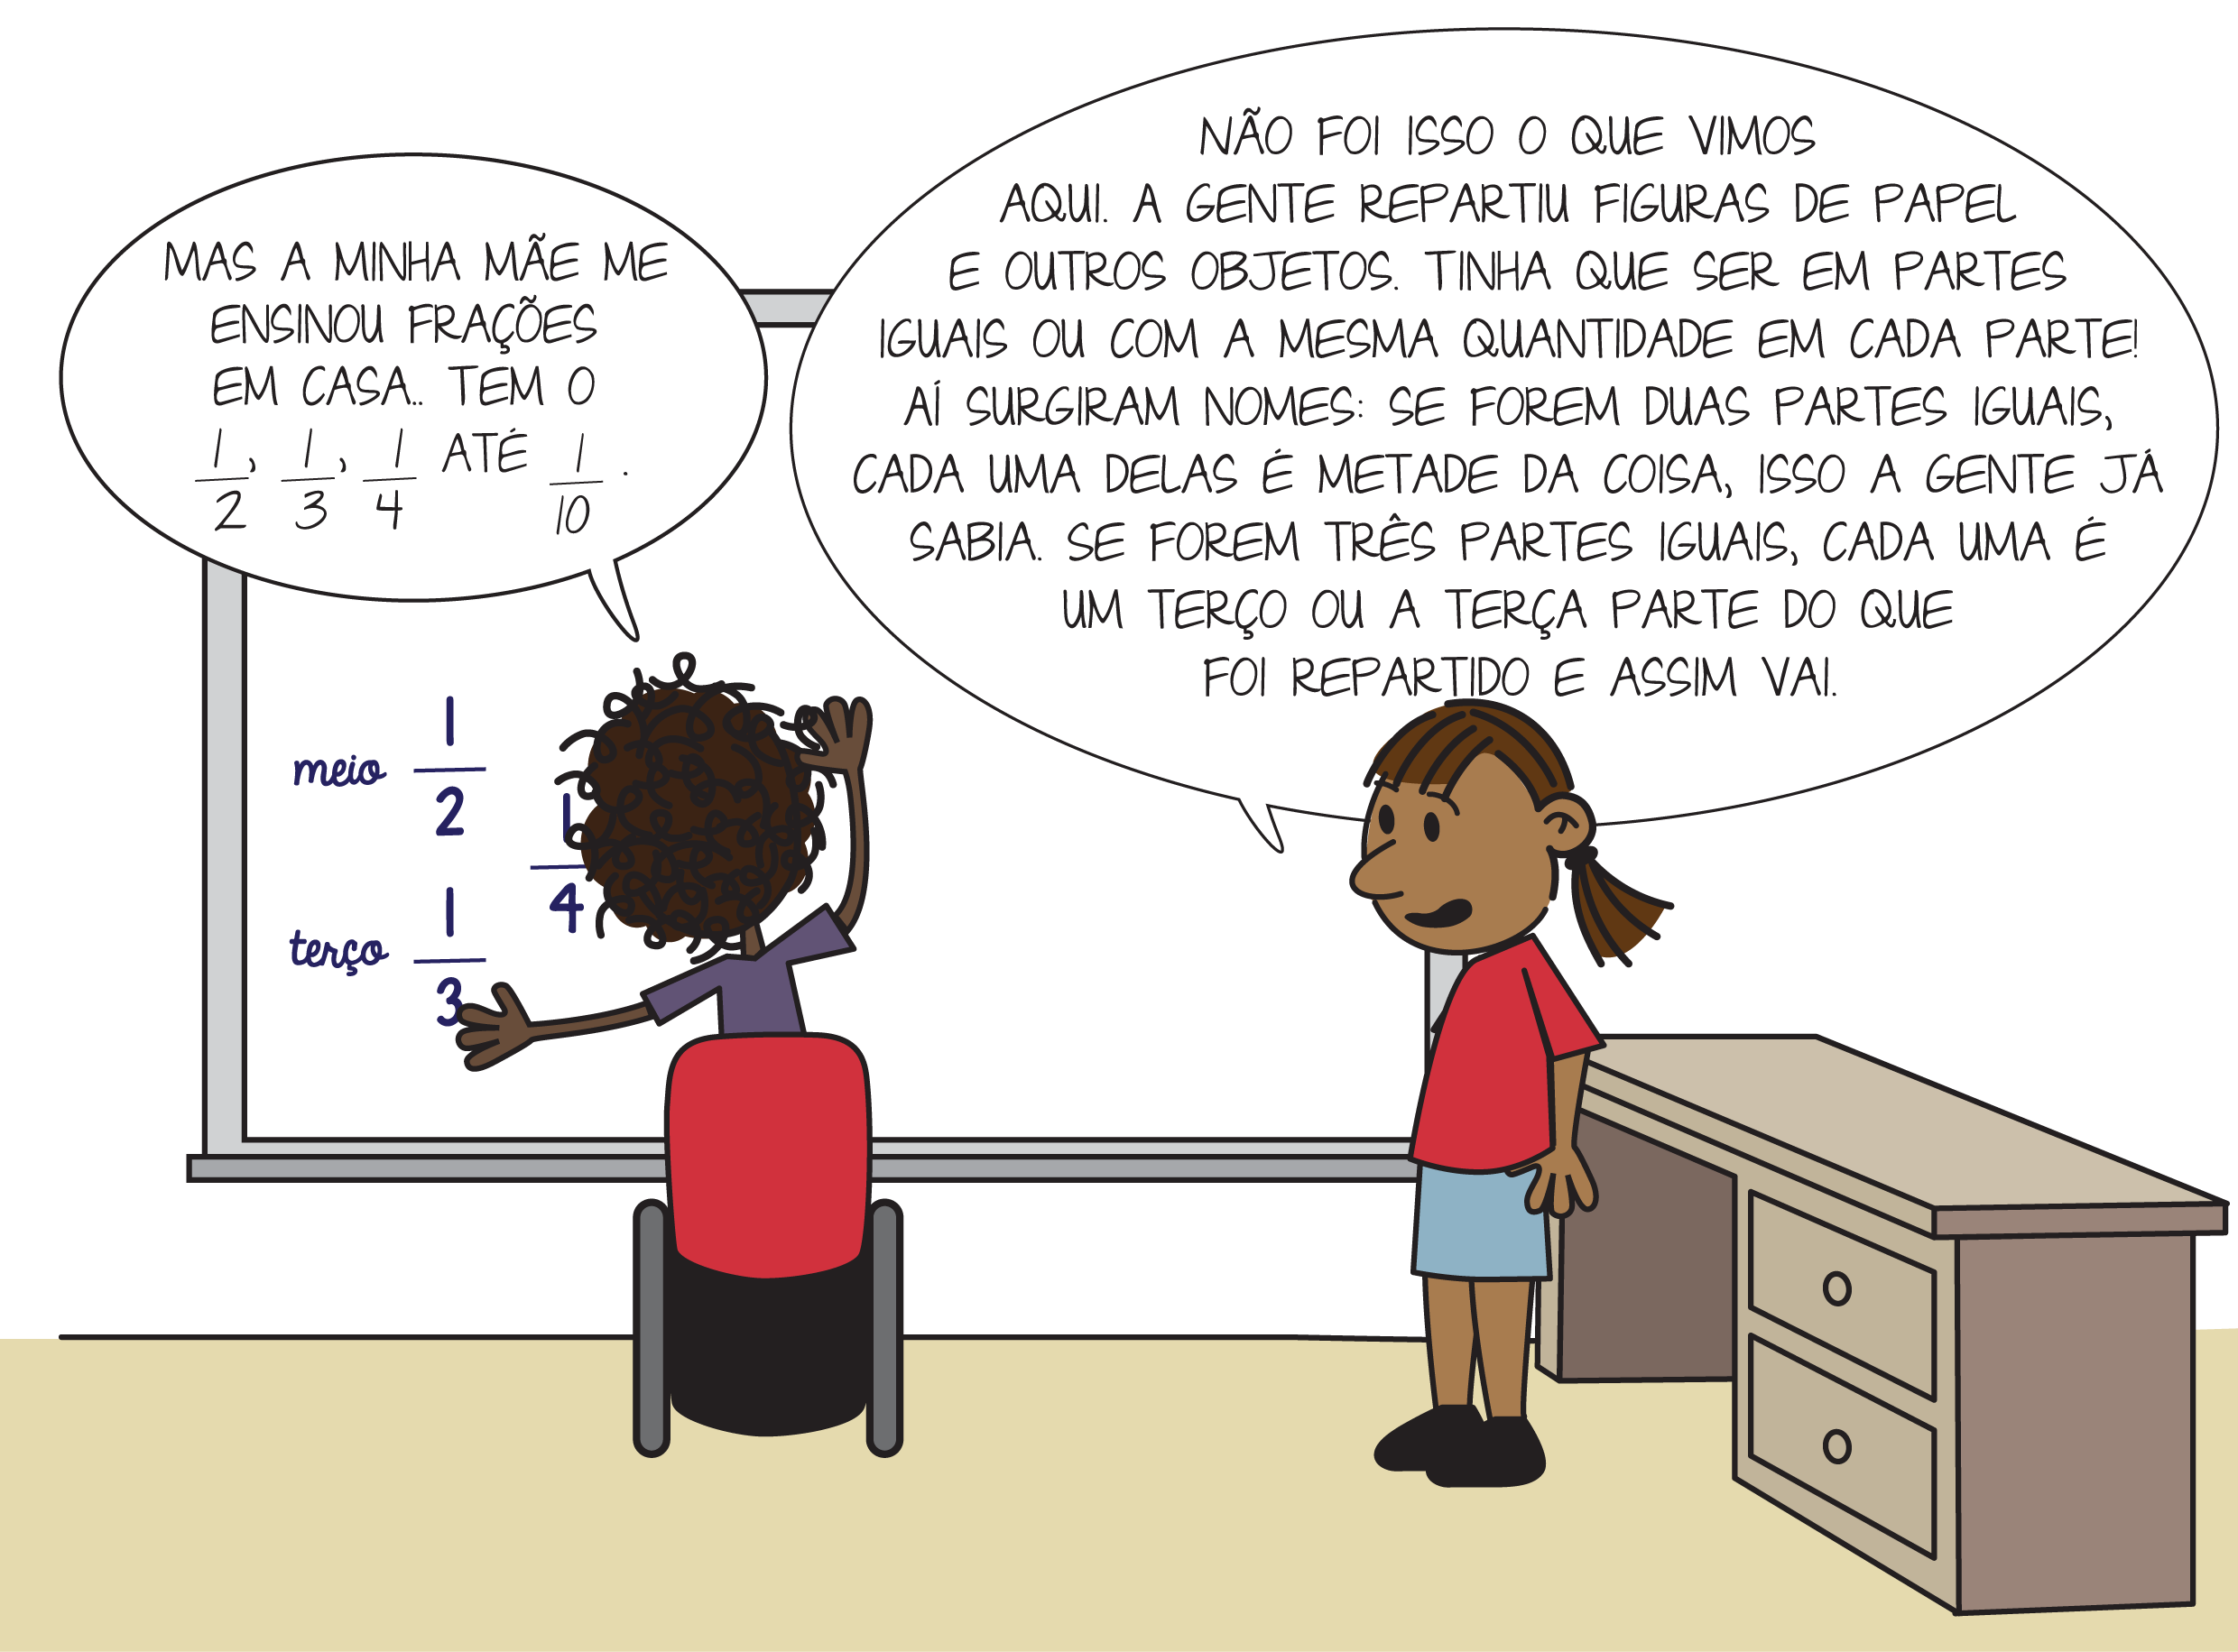 MAS A MINHA MÃE ME
ENSINOU FRAÇÕES
EM CASA.. TEM O
1/2, 1/3, 1/4 ATÉ 1/10.
NÃO FOI ISSO O QUE VIMOS
AQUI. A GENTE REPARTIU FIGURAS DE PAPEL
E OUTROS OBJETOS. TINHA QUE SER EM PARTES
IGUAIS OU COM A MESMA QUANTIDADE EM CADA PARTE!
AÍ SURGIRAM NOMES: SE FOREM DUAS PARTES IGUAIS,
CADA UMA DELAS É METADE DA COISA, ISSO A GENTE JÁ
SABIA. SE FOREM TRÊS PARTES IGUAIS, CADA UMA É
UM TERÇO OU A TERÇA PARTE DO QUE
FOI REPARTIDO E ASSIM VAI.
meio 1/2
1/4
terço 1/3